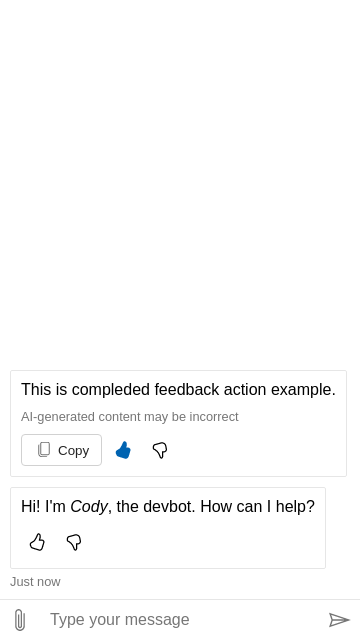 This is compleded feedback action example.
AI-generated content may be incorrect
Copy
Hi! I'm Cody, the devbot. How can I help?
Just now
Type your message